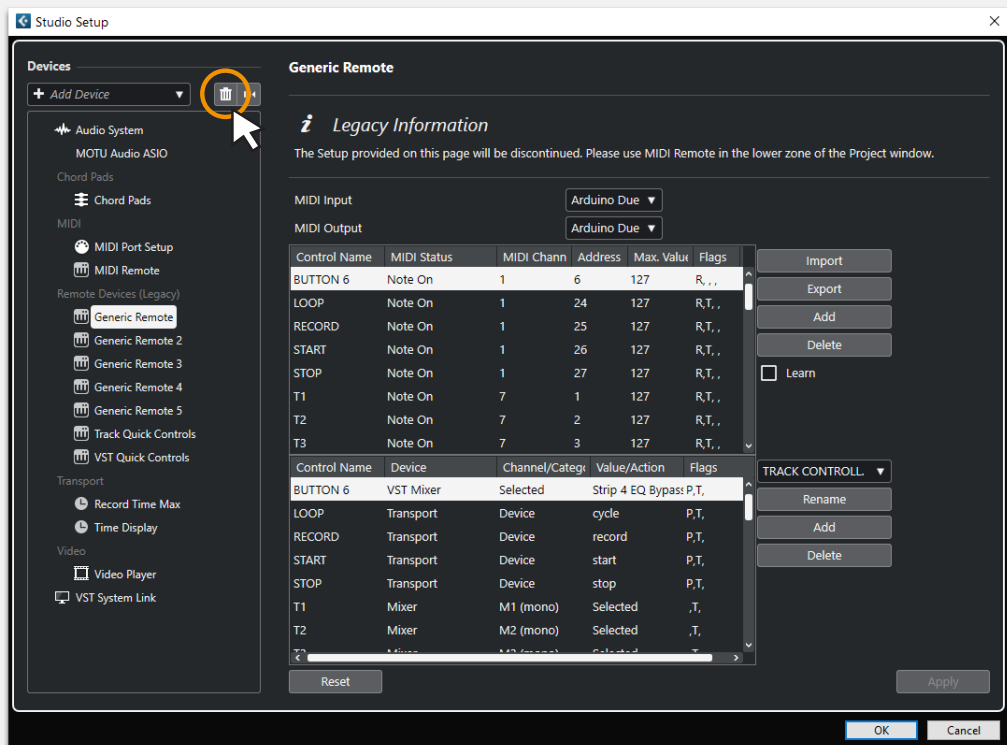 Studio Setup
Devices
+ Add Device
Audio System
MOTU Audio ASIO
Chord Pads
Chord Pads
MIDI
MIDI Port Setup
MIDI Remote
Remote Devices (Legacy)
Generic Remote
Generic Remote 2
Generic Remote 3
Generic Remote 4
Generic Remote 5
Track Quick Controls
VST Quick Controls
Transport
Record Time Max
Time Display
Video
Video Player
VST System Link
Generic Remote
i Legacy Information
The Setup provided on this page will be discontinued. Please use MIDI Remote in the lower zone of the Project window.
MIDI Input Arduino Due
MIDI Output Arduino Due
Control Name MIDI Status MIDI Chann Address Max. Value Flags
BUTTON 6 Note On 1 6 127 R, , ,
LOOP Note On 1 24 127 R,T, ,
RECORD Note On 1 25 127 R,T, ,
START Note On 1 26 127 R,T, ,
STOP Note On 1 27 127 R,T, ,
T1 Note On 7 1 127 R,T, ,
T2 Note On 7 2 127 R,T, ,
T3 Note On 7 3 127 R,T, ,
Import
Export
Add
Delete
Learn
Control Name Device Channel/Catego Value/Action Flags
BUTTON 6 VST Mixer Selected Strip 4 EQ Bypass P,T,
LOOP Transport Device cycle P,T,
RECORD Transport Device record P,T,
START Transport Device start P,T,
STOP Transport Device stop P,T,
T1 Mixer M1 (mono) Selected ,T,
T2 Mixer M2 (mono) Selected ,T,
TRACK CONTROLL.
Rename
Add
Delete
Reset
Apply
OK
Cancel